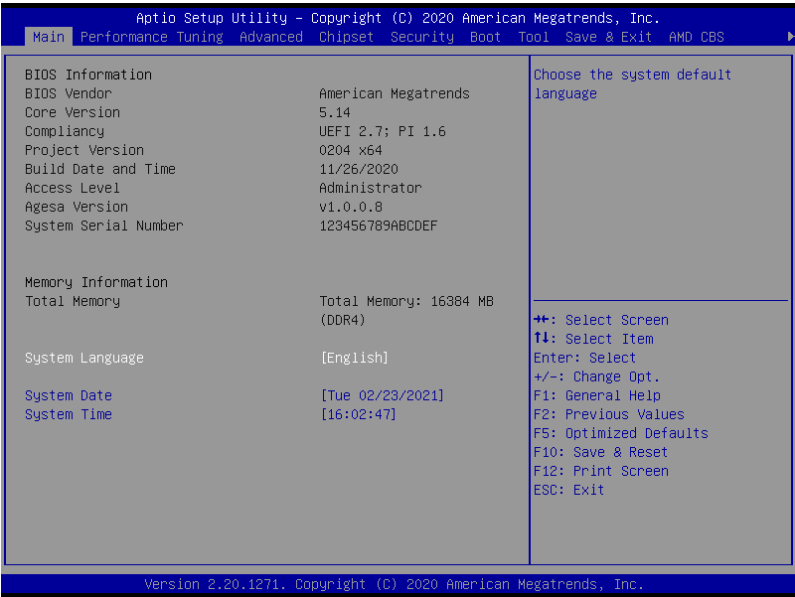 Aptio Setup Utility – Copyright (C) 2020 American Megatrends, Inc.
Main Performance Tuning Advanced Chipset Security Boot Tool Save & Exit AMD CBS
BIOS Information
BIOS Vendor American Megatrends
Core Version 5.14
Compliancy UEFI 2.7; PI 1.6
Project Version 0204 x64
Build Date and Time 11/26/2020
Access Level Administrator
Agesa Version v1.0.0.8
System Serial Number 123456789ABCDEF
Memory Information
Total Memory Total Memory: 16384 MB
(DDR4)
System Language [English]
System Date [Tue 02/23/2021]
System Time [16:02:47]
Choose the system default
language
→←: Select Screen
↑↓: Select Item
Enter: Select
+/-: Change Opt.
F1: General Help
F2: Previous Values
F5: Optimized Defaults
F10: Save & Reset
F12: Print Screen
ESC: Exit
Version 2.20.1271. Copyright (C) 2020 American Megatrends, Inc.